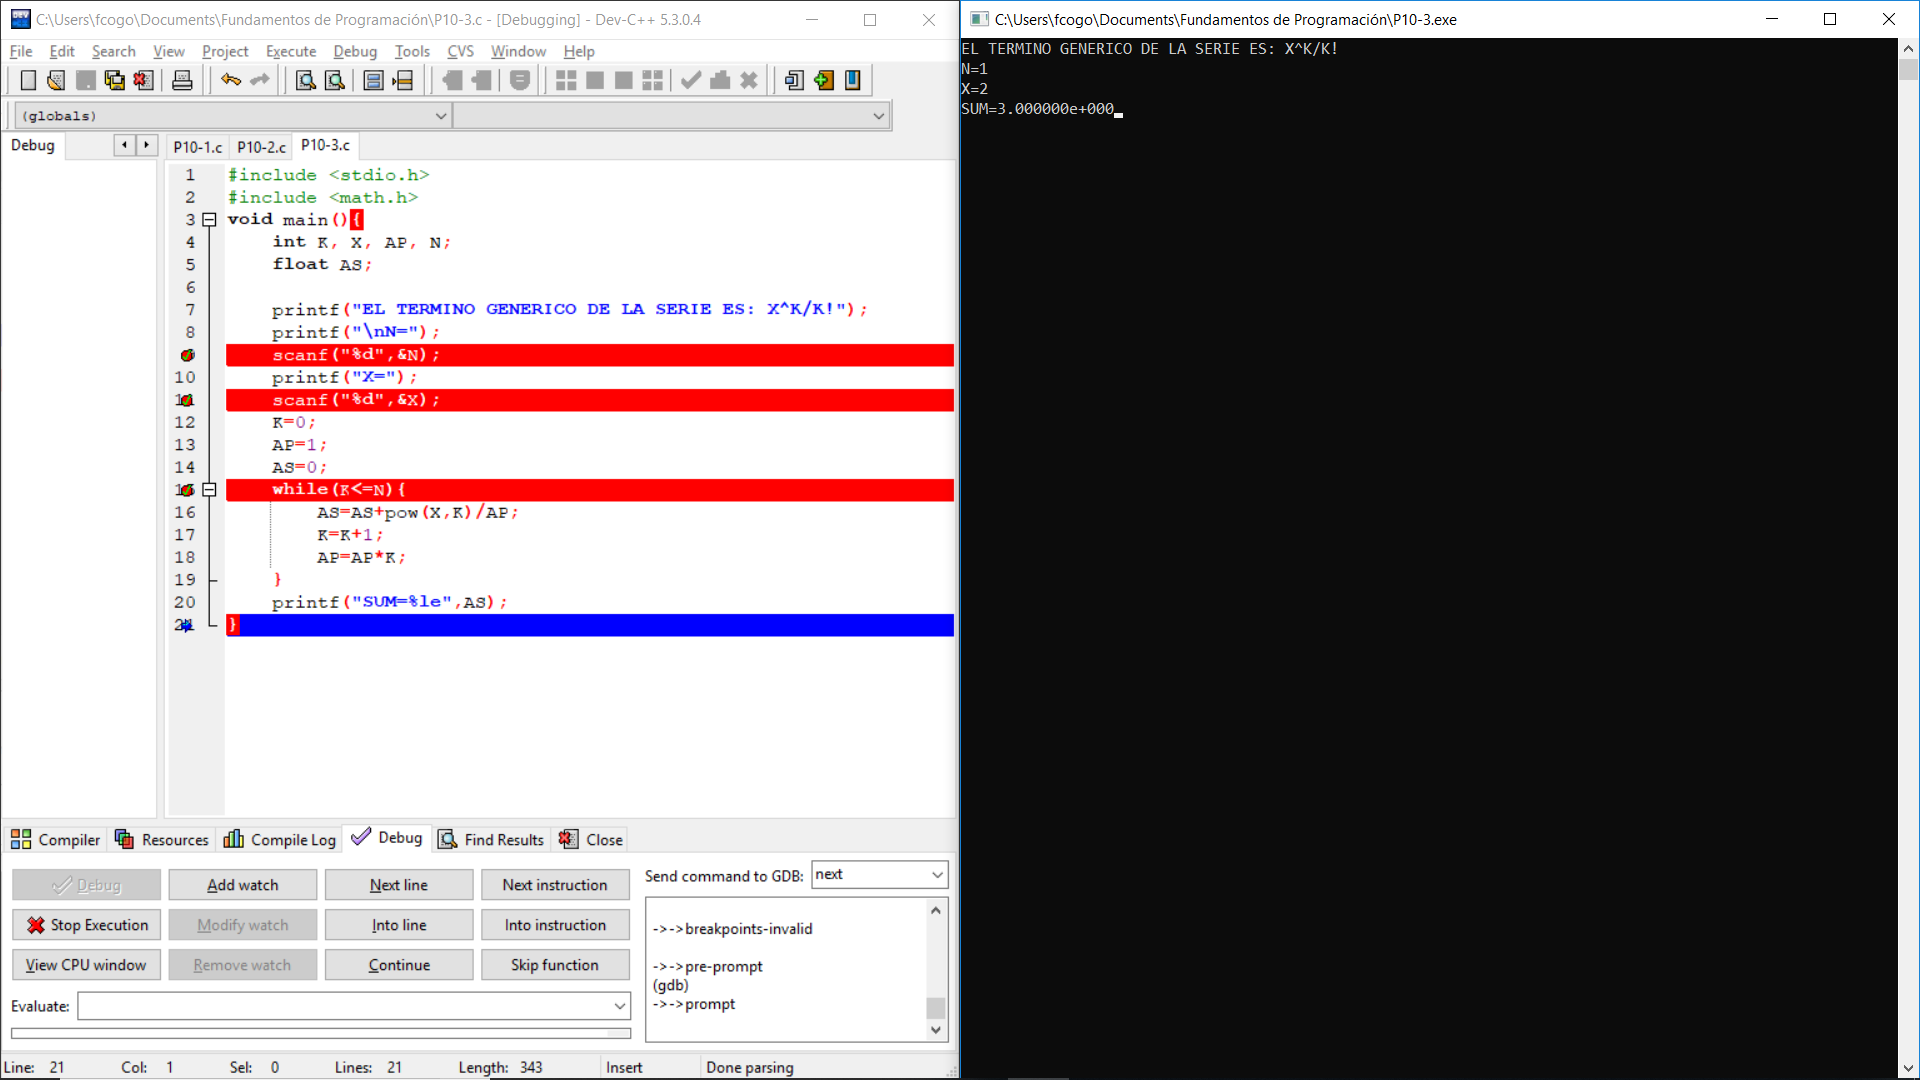 C:\Users\fcogo\Documents\Fundamentos de Programación\P10-3.c - [Debugging] - Dev-C++ 5.3.0.4
File Edit Search View Project Execute Debug Tools CVS Window Help
(globals)
Debug
P10-1.c P10-2.c P10-3.c
1 #include <stdio.h>
2 #include <math.h>
3 void main(){
4 int K, X, AP, N;
5 float AS;
6
7 printf("EL TERMINO GENERICO DE LA SERIE ES: X^K/K!");
8 printf("\nN=");
scanf("%d",&N);
10 printf("X=");
scanf("%d",&X);
12 K=0;
13 AP=1;
14 AS=0;
while(K<=N){
16 AS=AS+pow(X,K)/AP;
17 K=K+1;
18 AP=AP*K;
19 }
20 printf("SUM=%le",AS);
}
Compiler Resources Compile Log Debug Find Results Close
Debug Add watch Next line Next instruction
Stop Execution Modify watch Into line Into instruction
View CPU window Remove watch Continue Skip function
Evaluate:
Send command to GDB: next
->->breakpoints-invalid
->->pre-prompt
(gdb)
->->prompt
Line: 21 Col: 1 Sel: 0 Lines: 21 Length: 343 Insert Done parsing
C:\Users\fcogo\Documents\Fundamentos de Programación\P10-3.exe
EL TERMINO GENERICO DE LA SERIE ES: X^K/K!
N=1
X=2
SUM=3.000000e+000